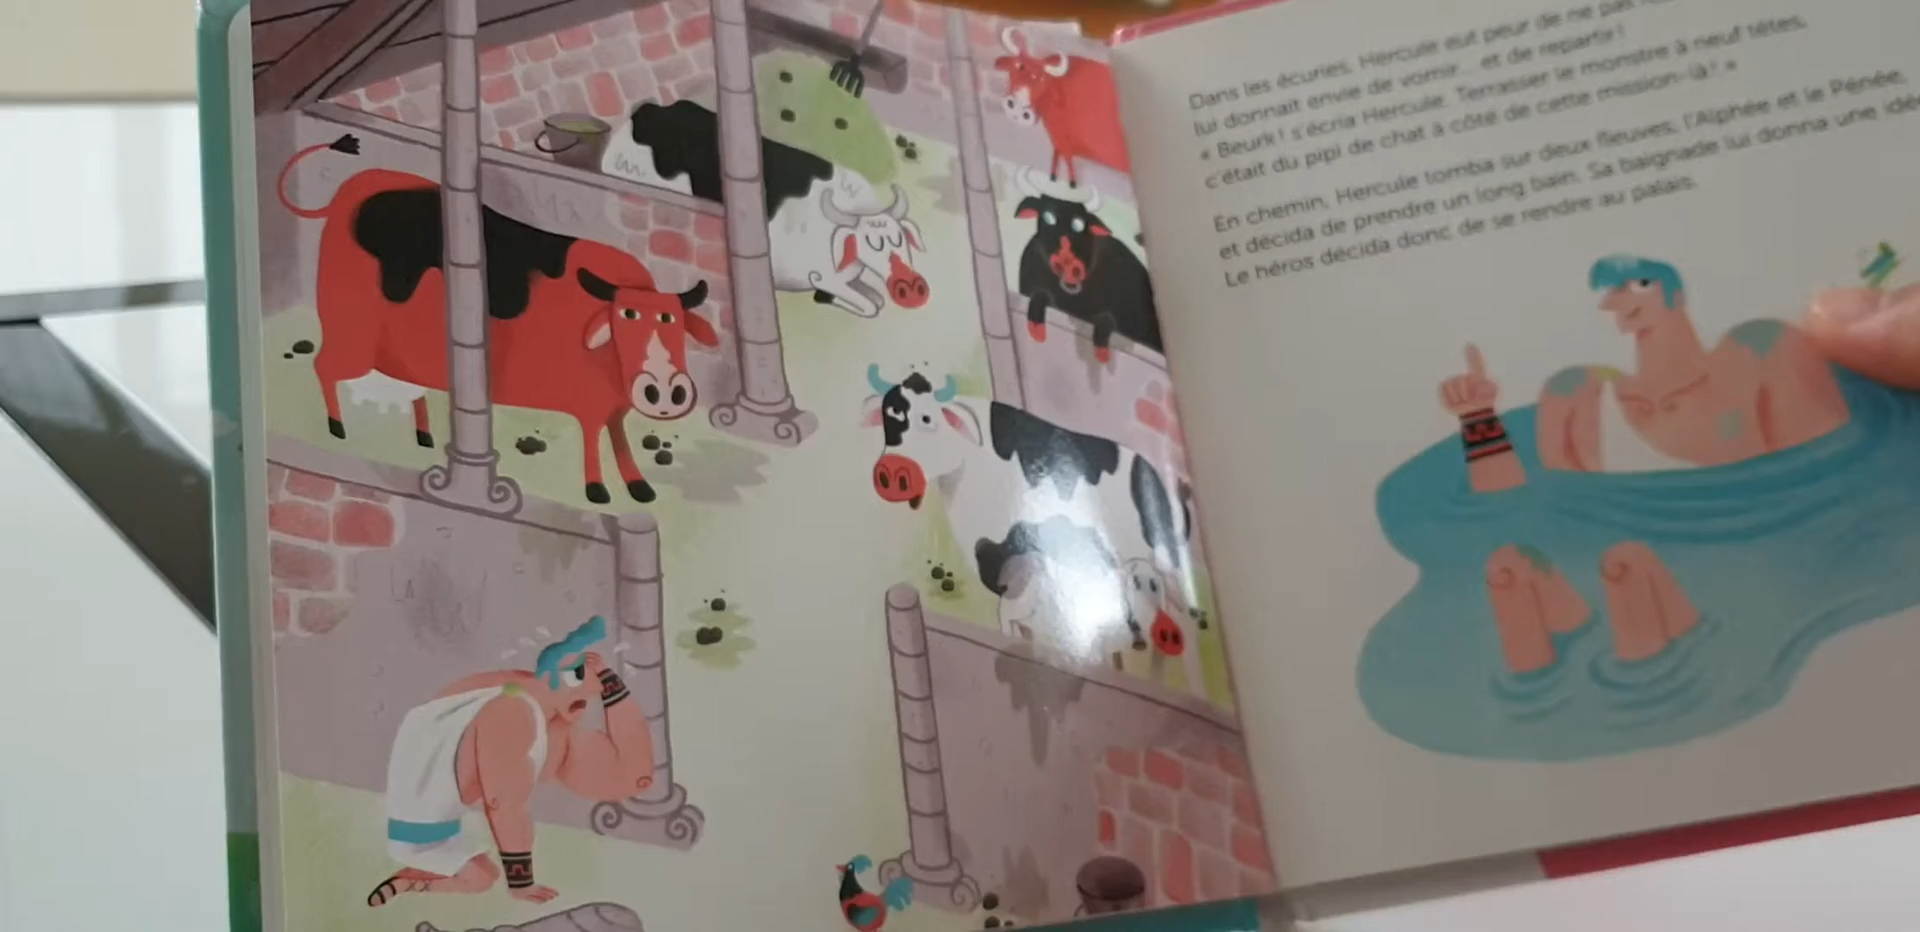 Dans les écuries, Hercule eut peur de ne pas
lui donnait envie de vomir... et de repartir !
« Beurk ! s'écria Hercule. Terrasser le monstre à neuf têtes,
c'était du pipi de chat à côté de cette mission-là ! »
En chemin, Hercule tomba sur deux fleuves, l'Alphée et le Pénée,
et décida de prendre un long bain. Sa baignade lui donna une idée
Le héros décida donc de se rendre au palais.